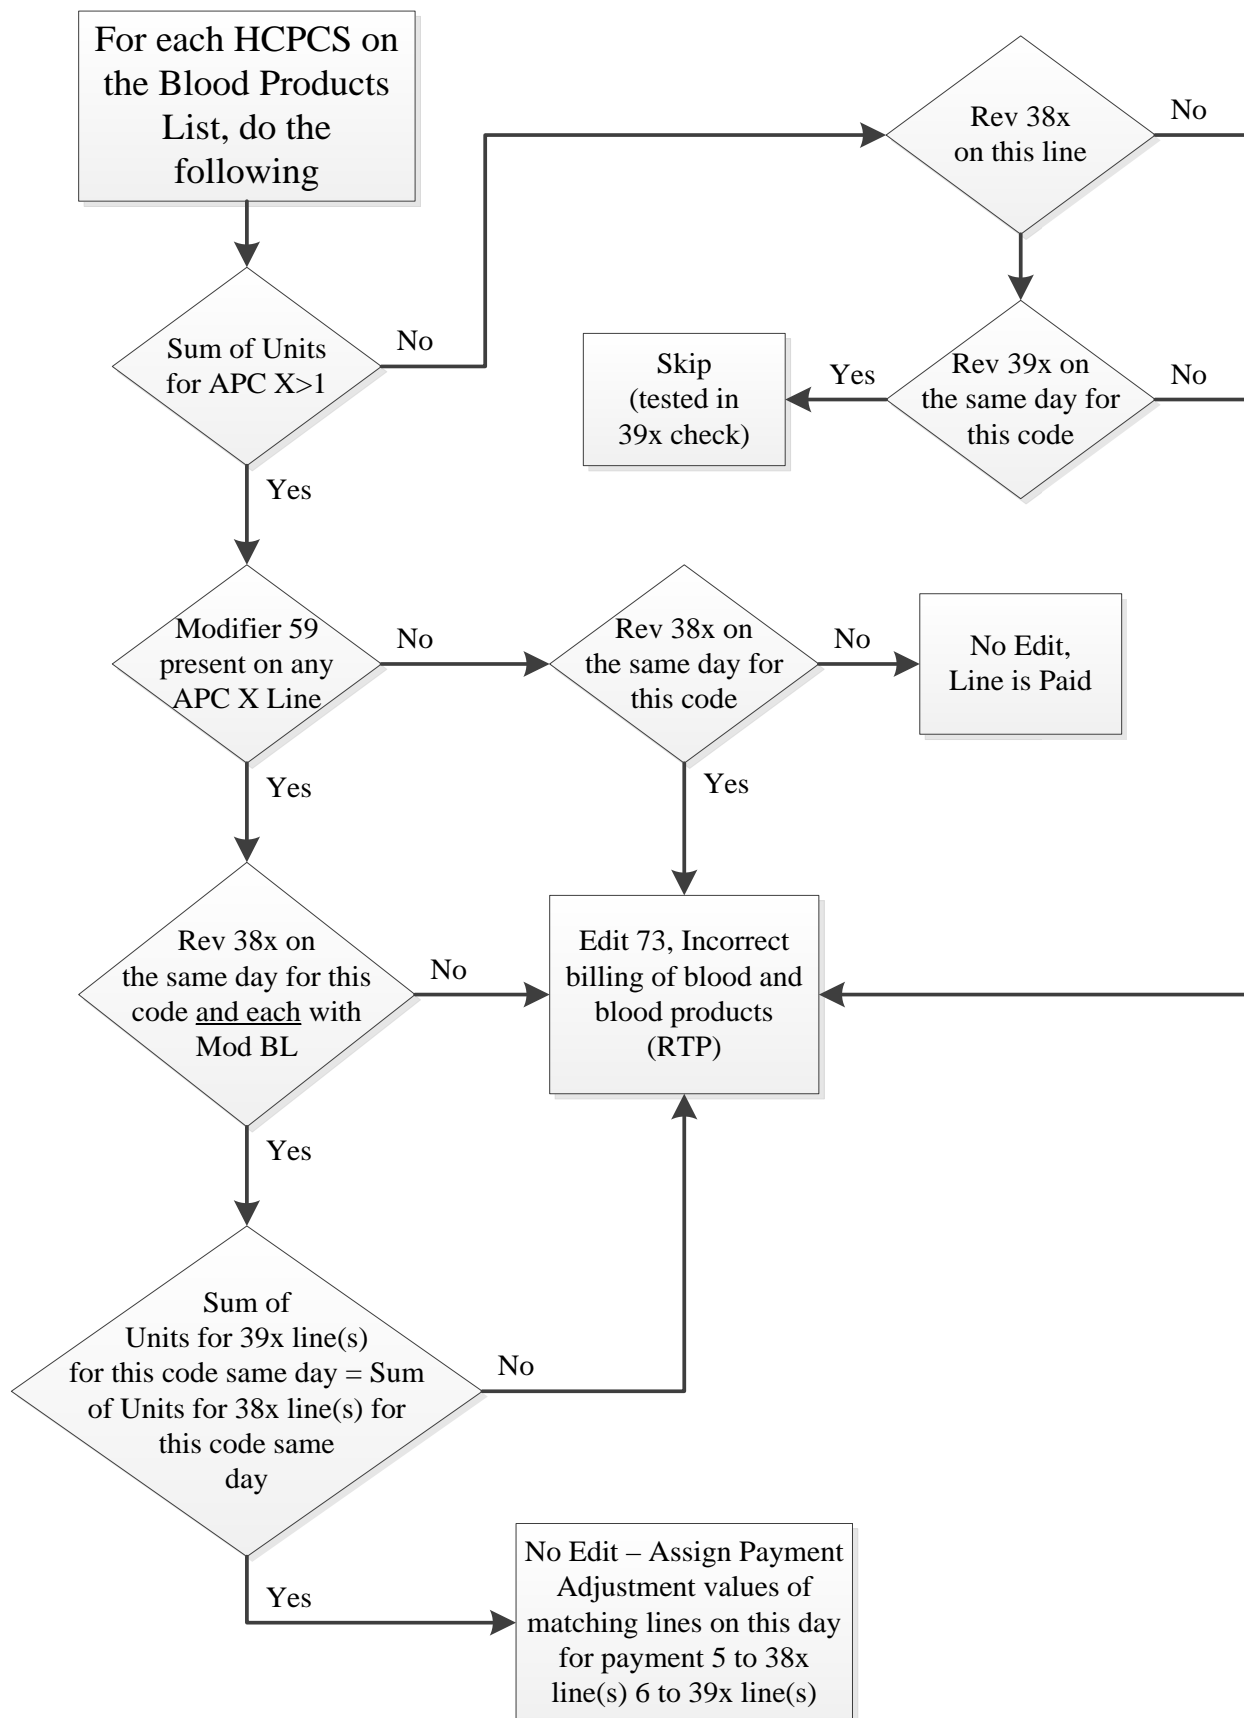 For each HCPCS on
the Blood Products
List, do the
following
Rev 38x
on this line
No
Sum of Units
for APC X>1
No
Skip
(tested in
39x check)
Yes
Rev 39x on
the same day for
this code
No
Yes
Modifier 59
present on any
APC X Line
No
Rev 38x on
the same day for
this code
No
No Edit,
Line is Paid
Yes
Yes
Rev 38x on
the same day for this
code and each with
Mod BL
No
Edit 73, Incorrect
billing of blood and
blood products
(RTP)
Yes
Sum of
Units for 39x line(s)
for this code same day = Sum
of Units for 38x line(s) for
this code same
day
No
Yes
No Edit – Assign Payment
Adjustment values of
matching lines on this day
for payment 5 to 38x
line(s) 6 to 39x line(s)